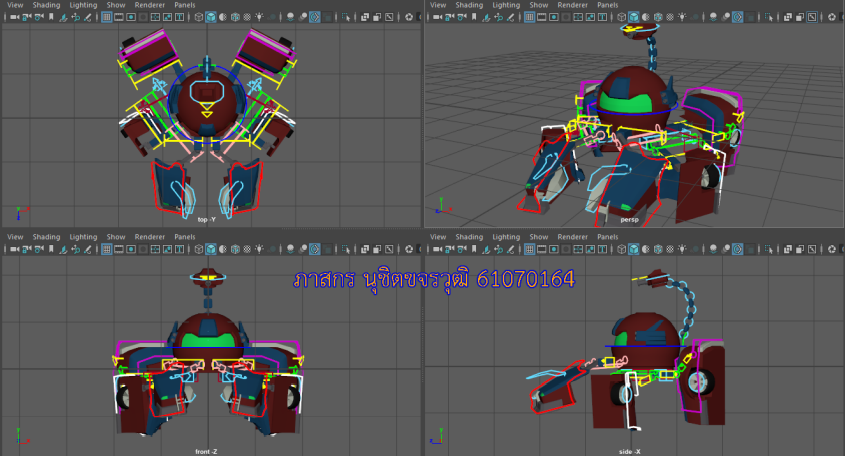 View Shading Lighting Show Renderer Panels
View Shading Lighting Show Renderer Panels
top -Y
persp
View Shading Lighting Show Renderer Panels
View Shading Lighting Show Renderer Panels
ภาสกร นุชิตขจรวุฒิ 61070164
front -Z
side -X